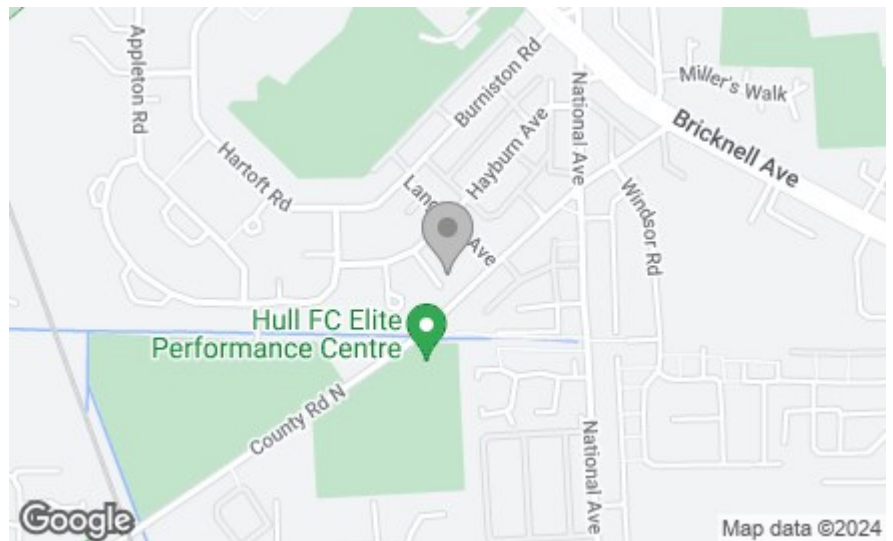 Appleton Rd
Burniston Rd
National Ave
Miller's Walk
Bricknell Ave
Hayburn Ave
Hartoft Rd
Ave
Windsor Rd
Hull FC Elite
Performance Centre
County Rd N
National Ave
Google
Map data ©2024